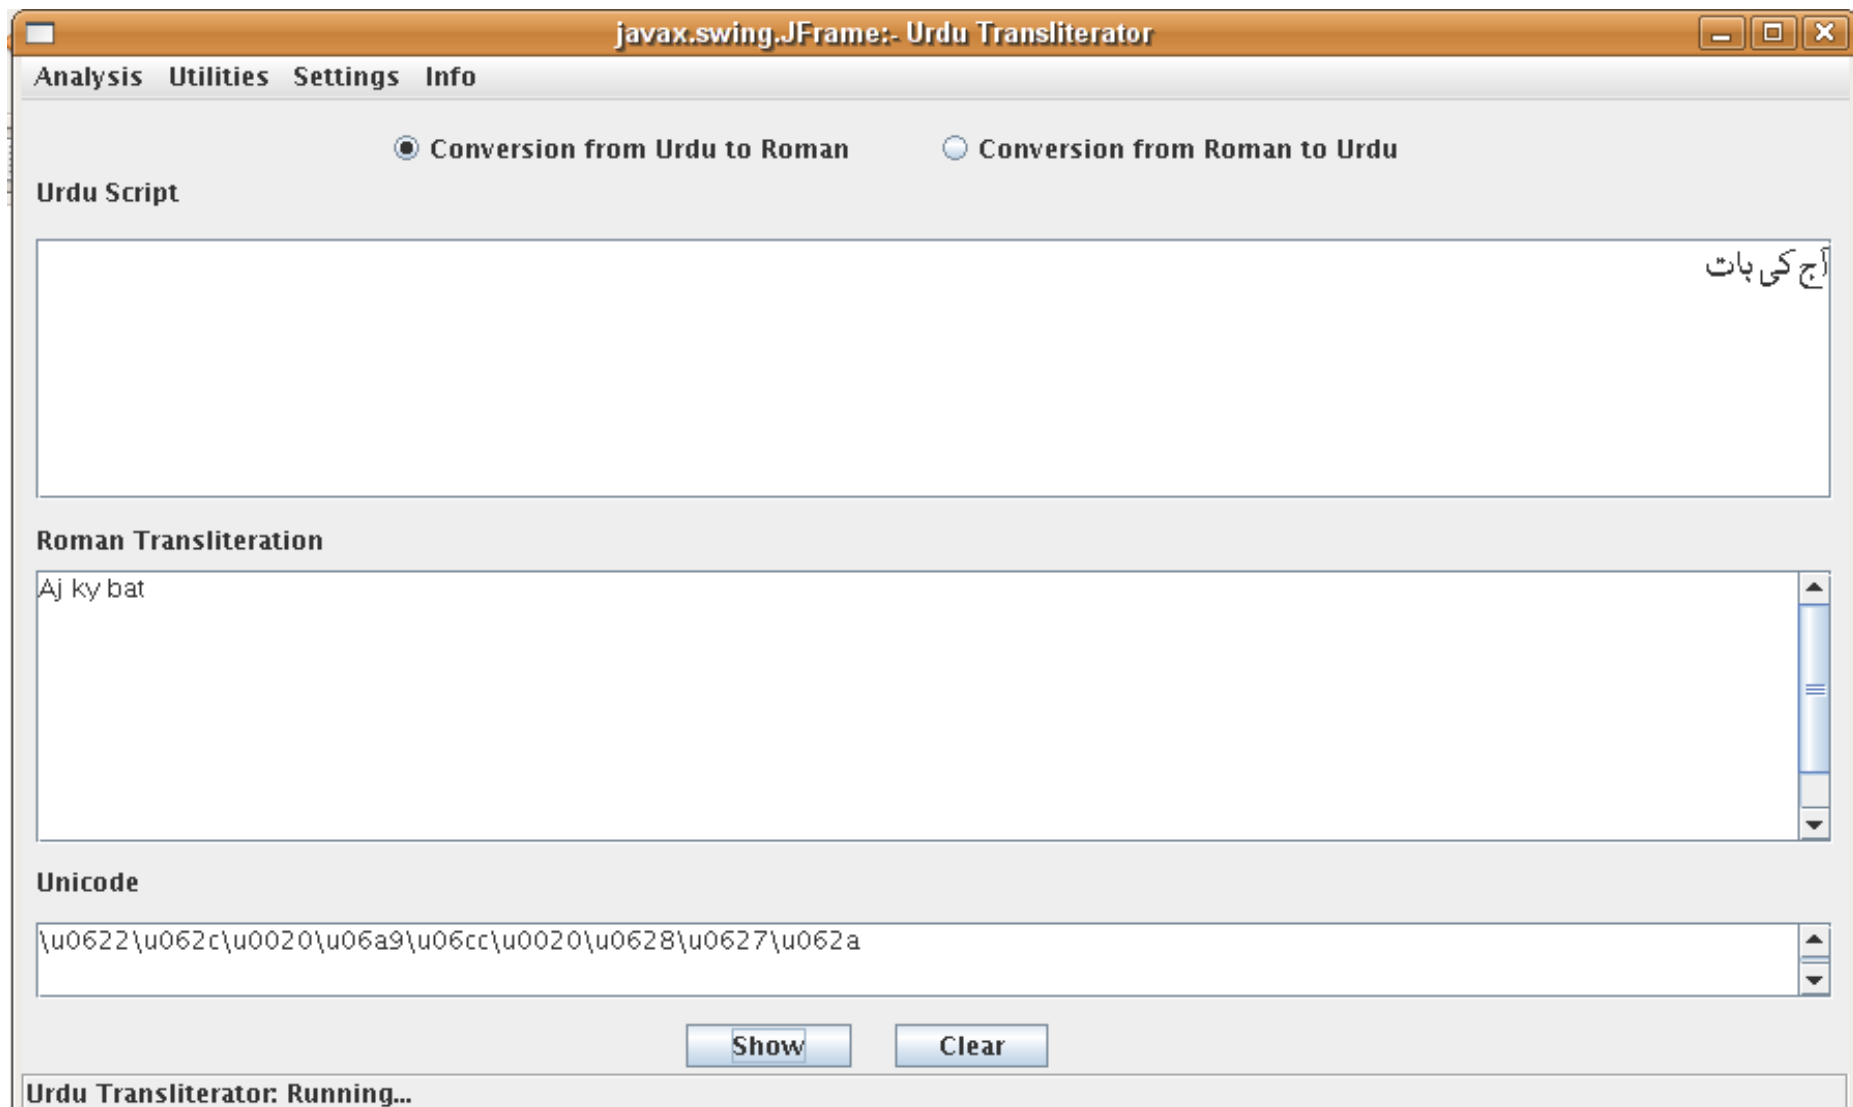 javax.swing.JFrame:- Urdu Transliterator
Analysis Utilities Settings Info
Conversion from Urdu to Roman Conversion from Roman to Urdu
Urdu Script
آج کی بات
Roman Transliteration
Aj ky bat
Unicode
\u0622\u062c\u0020\u06a9\u06cc\u0020\u0628\u0627\u062a
Show Clear
Urdu Transliterator: Running...